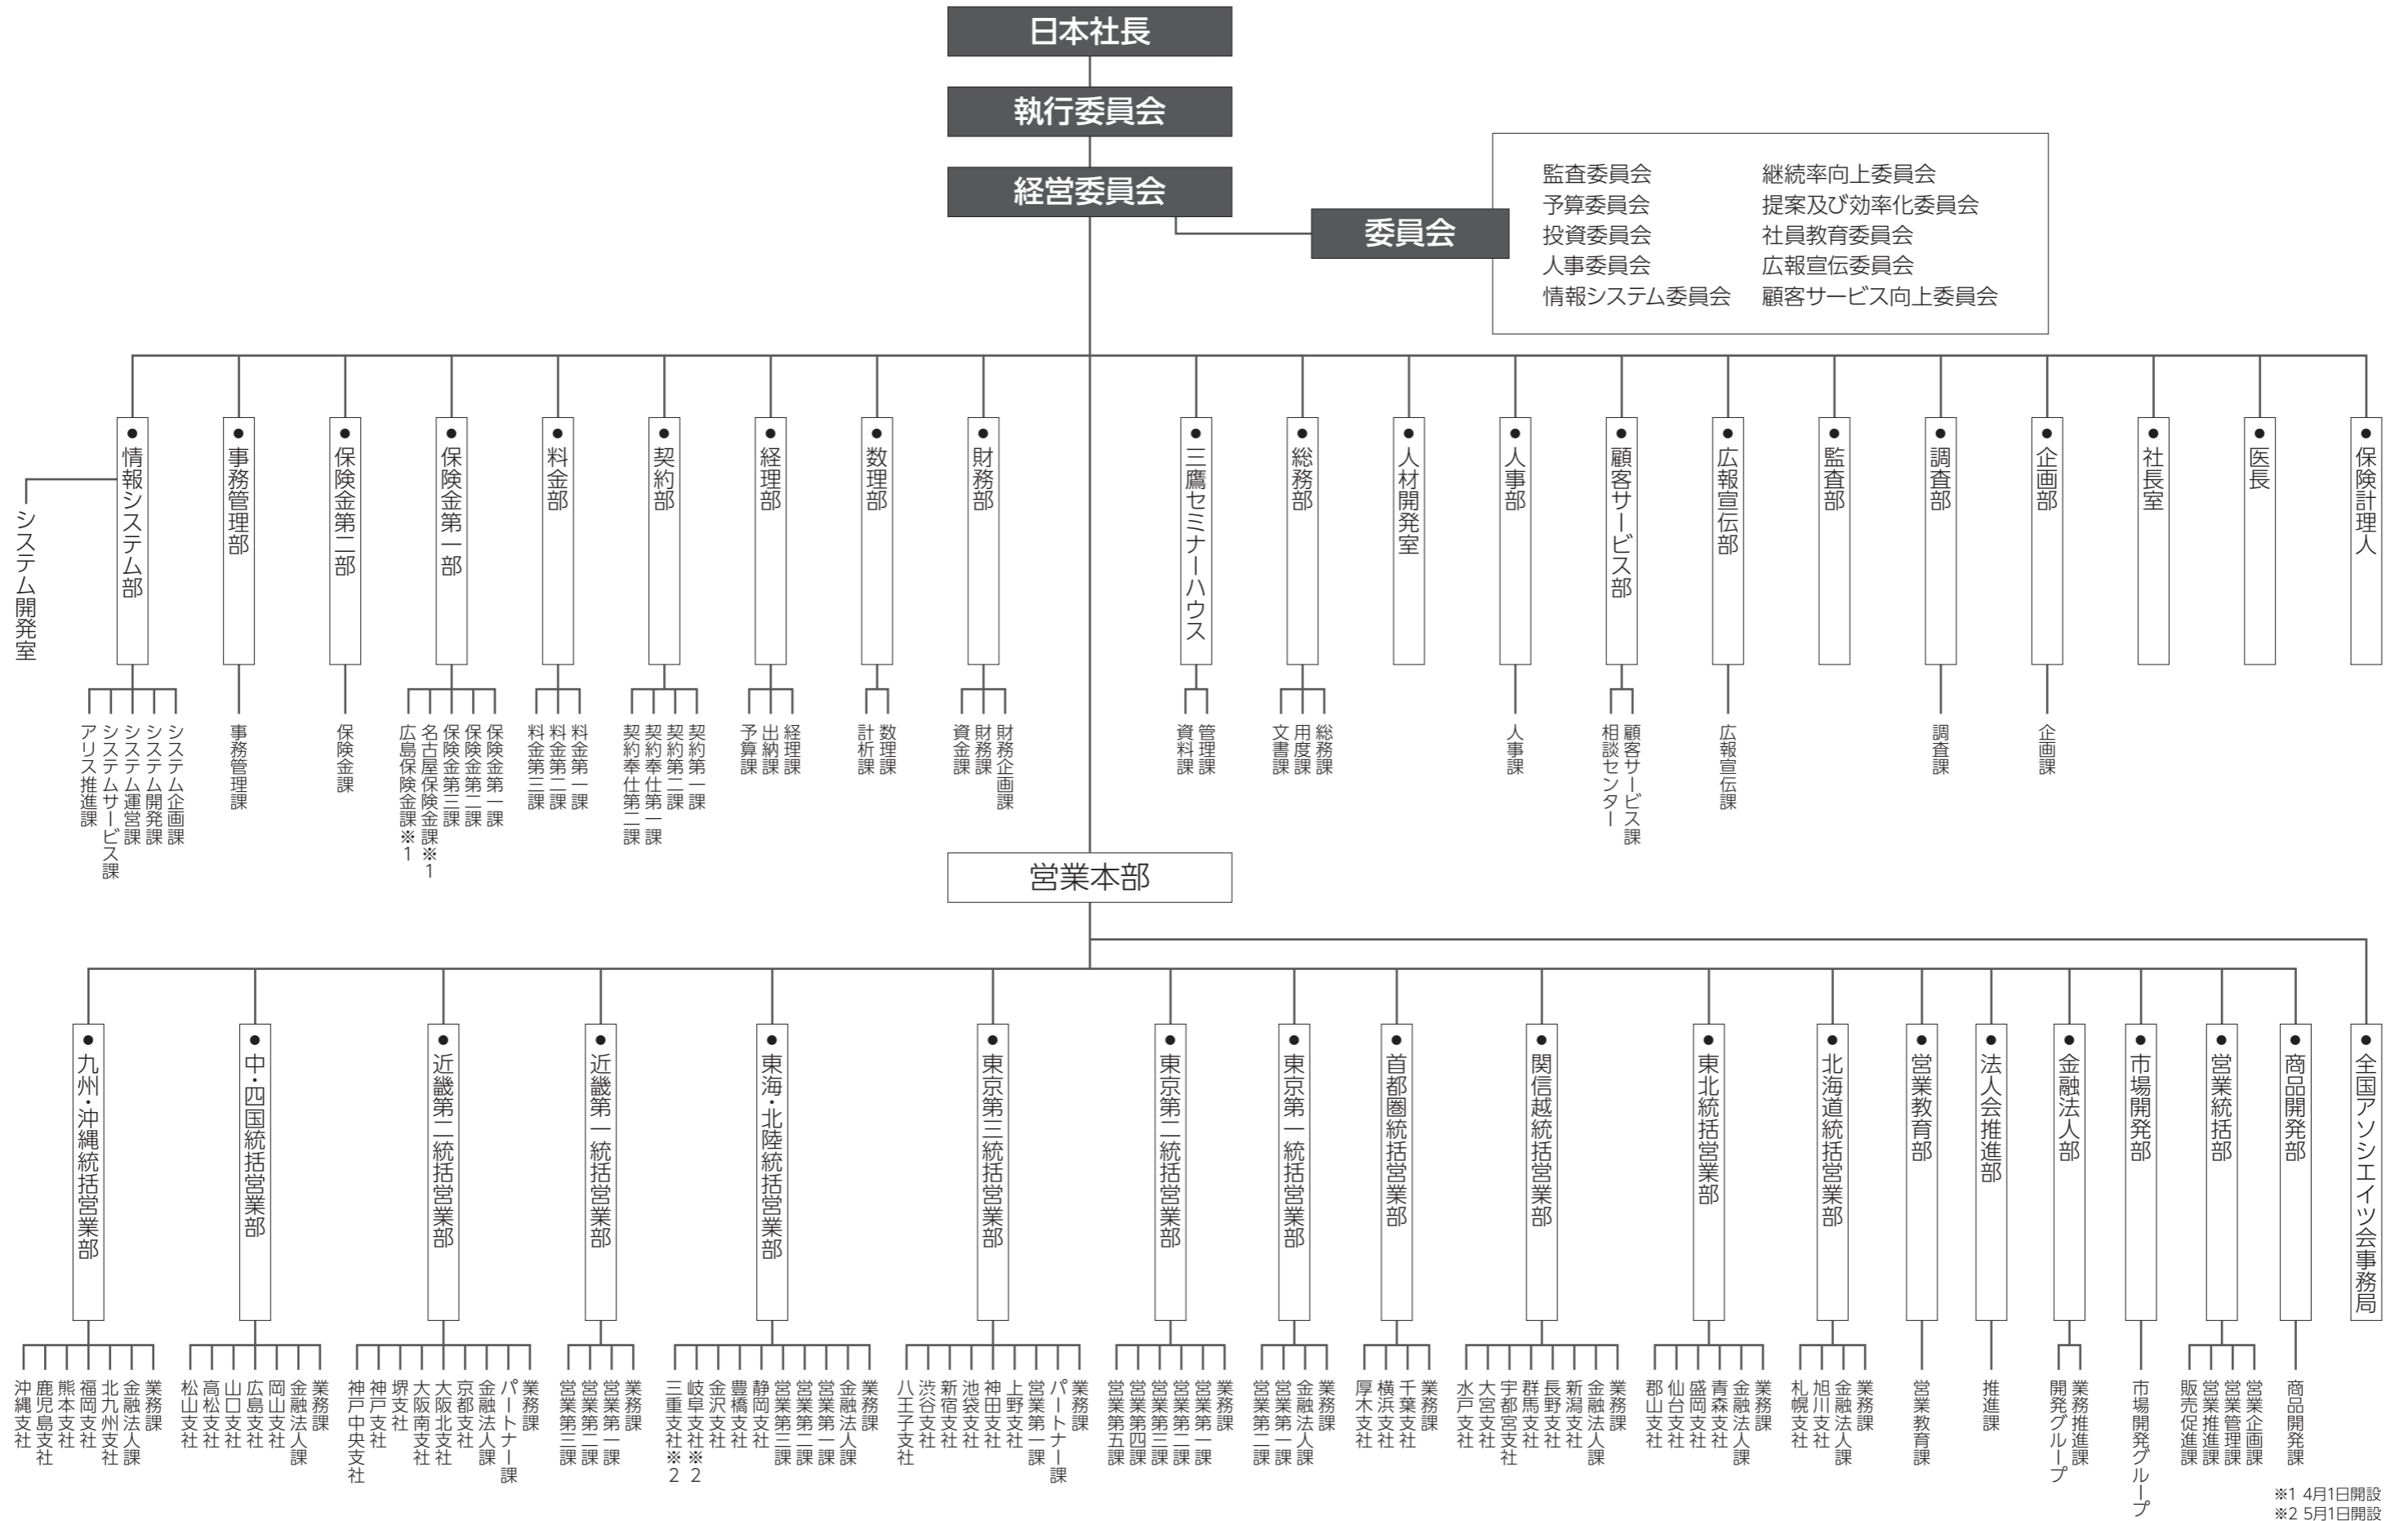 日本社長
執行委員会
経営委員会
委員会
監査委員会
予算委員会
投資委員会
人事委員会
情報システム委員会
継続率向上委員会
提案及び効率化委員会
社員教育委員会
広報宣伝委員会
顧客サービス向上委員会
●保険計理人
●医長
●社長室
●企画部
●調査部
●監査部
●広報宣伝部
●顧客サービス部
●人事部
●人材開発室
●総務部
●三鷹セミナーハウス
●財務部
●数理部
●経理部
●契約部
●料金部
●保険金第一部
●保険金第二部
●事務管理部
●情報システム部
システム開発室
企画課
調査課
広報宣伝課
顧客サービス課
相談センター
人事課
総務課
用度課
文書課
管理課
資料課
財務企画課
財務課
資金課
数理課
計析課
経理課
出納課
予算課
契約第一課
契約第二課
契約奉仕第一課
契約奉仕第二課
料金第一課
料金第二課
料金第三課
保険金第一課
保険金第二課
保険金第三課
名古屋保険金課※1
広島保険金課※1
保険金課
事務管理課
システム企画課
システム開発課
システム運営課
システムサービス課
アリス推進課
営業本部
●全国アソシエイツ会事務局
●商品開発部
●営業統括部
●市場開発部
●金融法人部
●法人会推進部
●営業教育部
●北海道統括営業部
●東北統括営業部
●関信越統括営業部
●首都圏統括営業部
●東京第一統括営業部
●東京第二統括営業部
●東京第三統括営業部
●東海・北陸統括営業部
●近畿第一統括営業部
●近畿第二統括営業部
●中・四国統括営業部
●九州・沖縄統括営業部
商品開発課
営業企画課
営業管理課
営業推進課
販売促進課
市場開発グループ
業務推進課
開発グループ
推進課
営業教育課
業務課
金融法人課
旭川支社
札幌支社
業務課
金融法人課
青森支社
盛岡支社
仙台支社
郡山支社
業務課
金融法人課
新潟支社
長野支社
群馬支社
宇都宮支社
大宮支社
水戸支社
業務課
千葉支社
横浜支社
厚木支社
業務課
金融法人課
営業第一課
営業第二課
業務課
営業第一課
営業第二課
営業第三課
営業第四課
営業第五課
業務課
パートナー課
営業第一課
上野支社
神田支社
池袋支社
新宿支社
渋谷支社
八王子支社
業務課
金融法人課
営業第一課
営業第二課
営業第三課
静岡支社
豊橋支社
金沢支社
岐阜支社※2
三重支社※2
業務課
営業第一課
営業第二課
営業第三課
業務課
パートナー課
金融法人課
京都支社
大阪北支社
大阪南支社
堺支社
神戸支社
神戸中央支社
業務課
金融法人課
岡山支社
広島支社
山口支社
高松支社
松山支社
業務課
金融法人課
北九州支社
福岡支社
熊本支社
鹿児島支社
沖縄支社
※1 4月1日開設
※2 5月1日開設